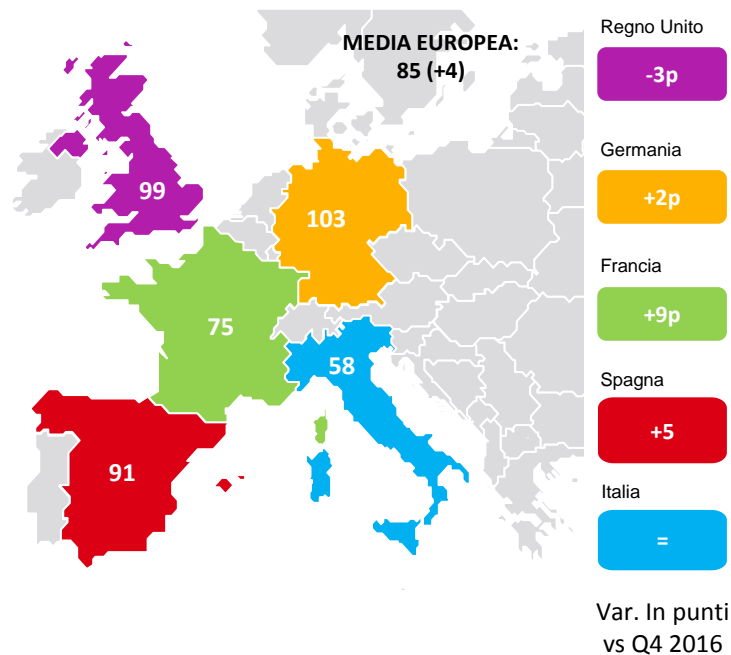 MEDIA EUROPEA:
85 (+4)
99
103
75
58
91
Regno Unito
-3p
Germania
+2p
Francia
+9p
Spagna
+5
Italia
=
Var. In punti
vs Q4 2016